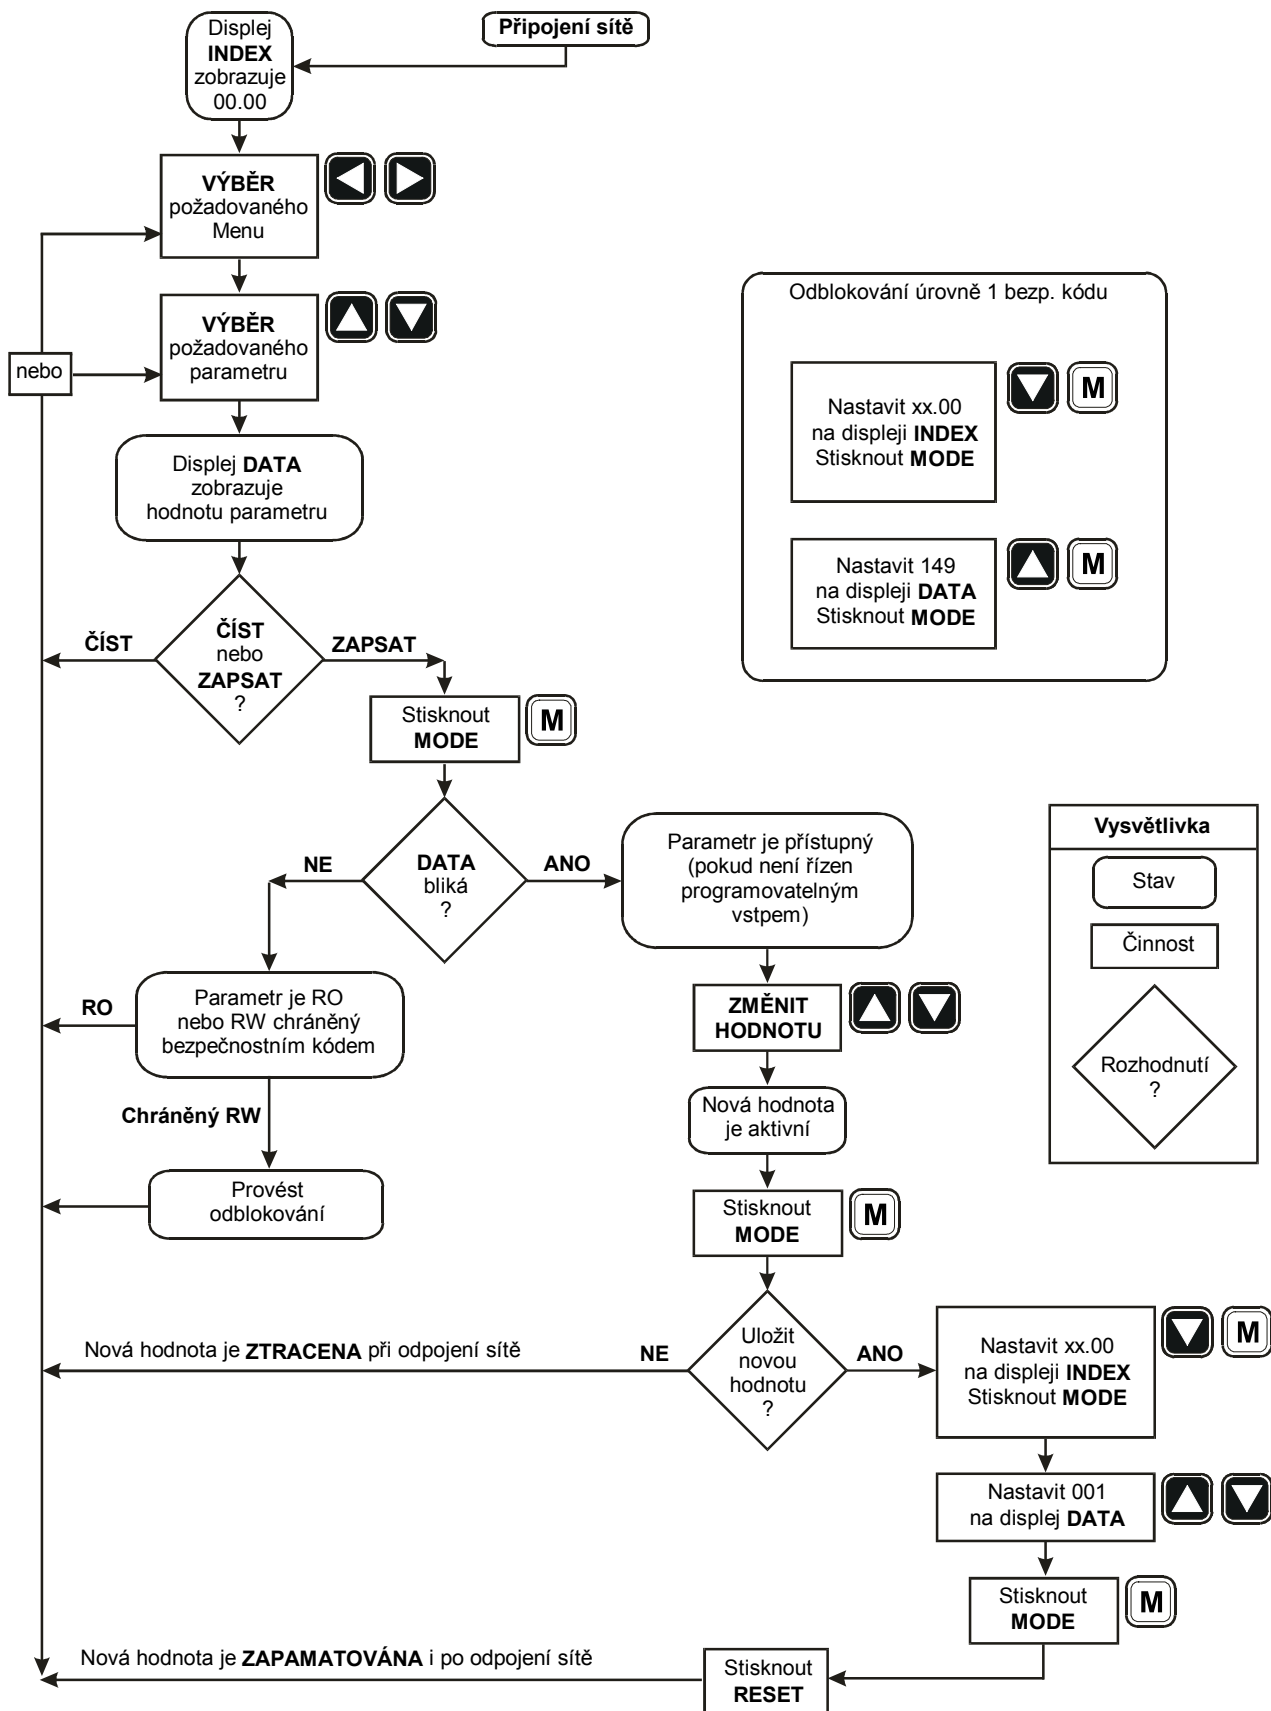 Displej
INDEX
zobrazuje
00.00
Připojení sítě
VÝBĚR
požadovaného
Menu
VÝBĚR
požadovaného
parametru
nebo
Displej DATA
zobrazuje
hodnotu parametru
Odblokování úrovně 1 bezp. kódu
Nastavit xx.00
na displeji INDEX
Stisknout MODE
M
Nastavit 149
na displeji DATA
Stisknout MODE
M
ČÍST
ČÍST
nebo
ZAPSAT
?
ZAPSAT
Stisknout
MODE
M
NE
DATA
bliká
?
ANO
Parametr je přístupný
(pokud není řízen
programovatelným
vstpem)
Vysvětlivka
Stav
Činnost
Rozhodnutí
?
RO
Parametr je RO
nebo RW chráněný
bezpečnostním kódem
Chráněný RW
Provést
odblokování
ZMĚNIT
HODNOTU
Nová hodnota
je aktivní
Stisknout
MODE
M
Nová hodnota je ZTRACENA při odpojení sítě
NE
Uložit
novou
hodnotu
?
ANO
Nastavit xx.00
na displeji INDEX
Stisknout MODE
M
Nastavit 001
na displej DATA
Stisknout
MODE
M
Nová hodnota je ZAPAMATOVÁNA i po odpojení sítě
Stisknout
RESET